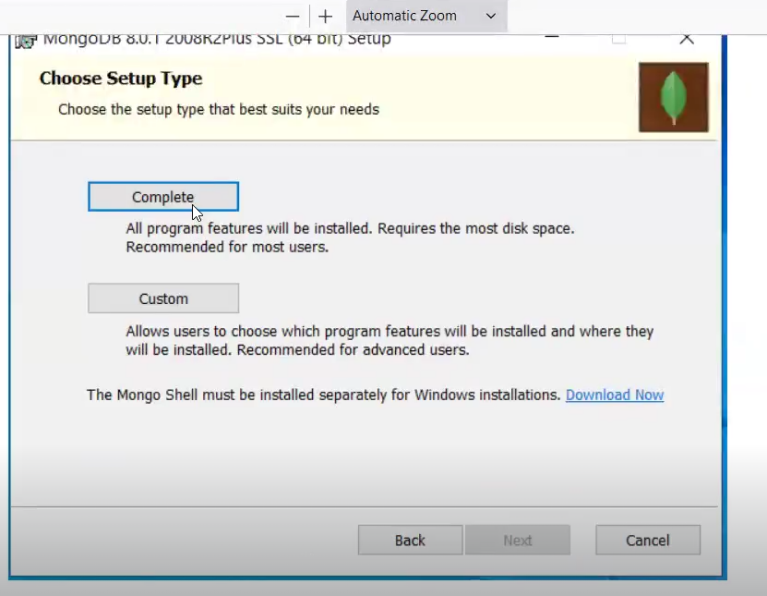 Automatic Zoom
MongoDB 8.0.1 2008R2Plus SSL (64 bit) Setup
Choose Setup Type
Choose the setup type that best suits your needs
Complete
All program features will be installed. Requires the most disk space.
Recommended for most users.
Custom
Allows users to choose which program features will be installed and where they
will be installed. Recommended for advanced users.
The Mongo Shell must be installed separately for Windows installations. Download Now
Back Next Cancel